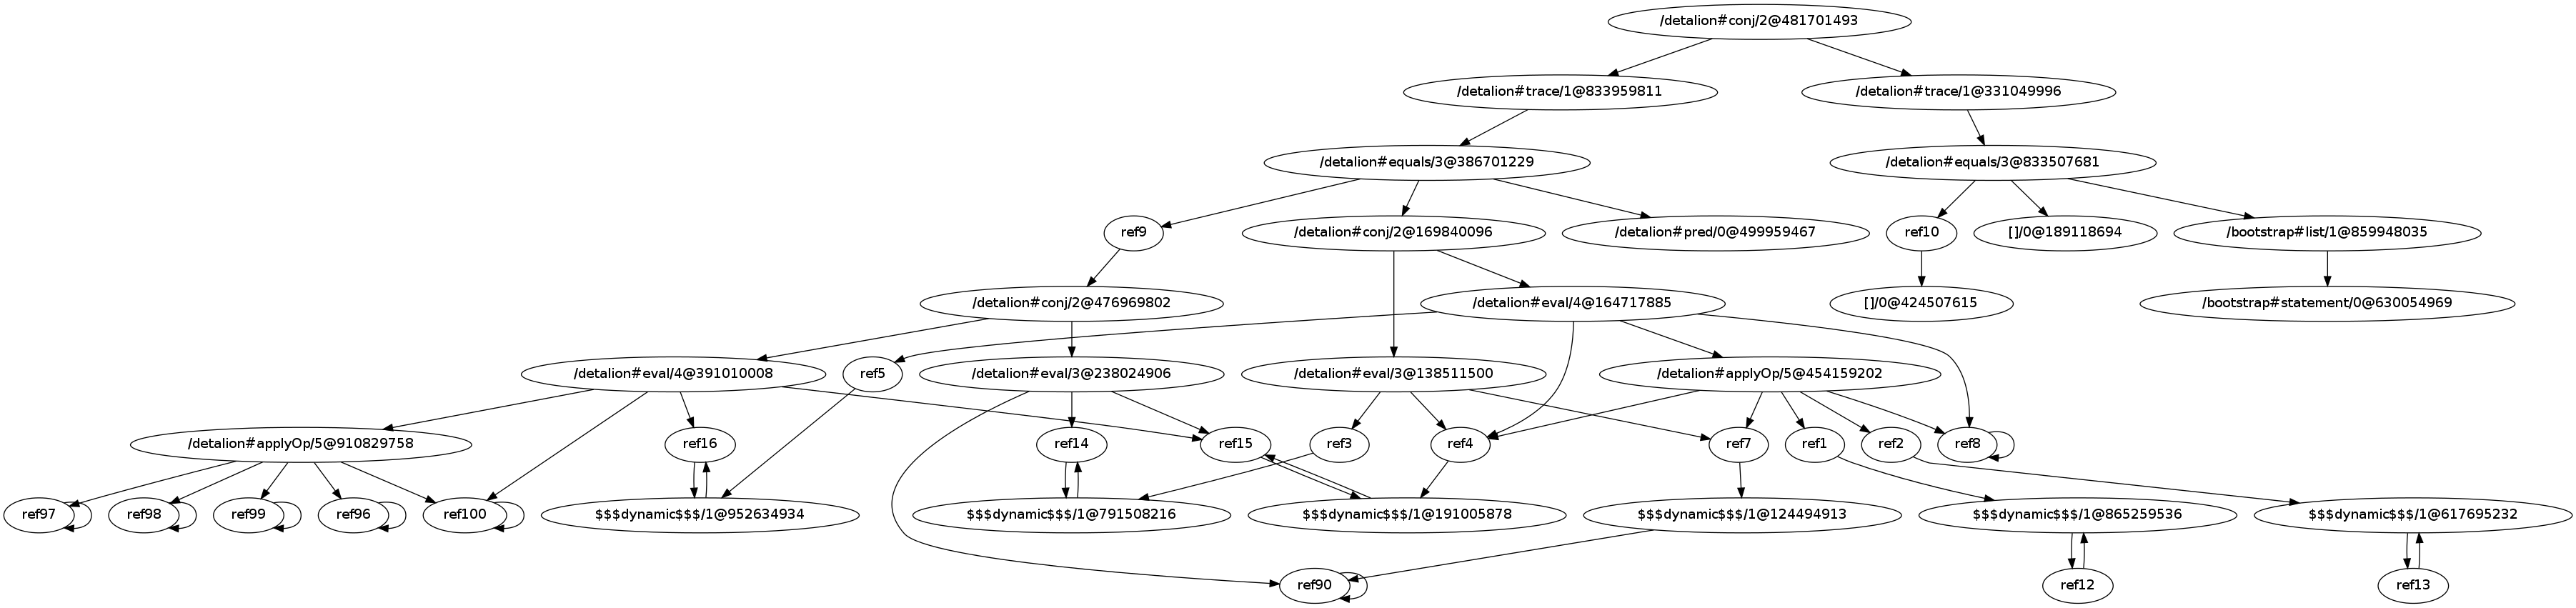 /detalion#conj/2@481701493
/detalion#trace/1@833959811
/detalion#trace/1@331049996
/detalion#equals/3@386701229
/detalion#equals/3@833507681
ref9
/detalion#conj/2@169840096
/detalion#pred/0@499959467
ref10
[]/0@189118694
/bootstrap#list/1@859948035
/detalion#conj/2@476969802
/detalion#eval/4@164717885
[]/0@424507615
/bootstrap#statement/0@630054969
/detalion#eval/4@391010008
ref5
/detalion#eval/3@238024906
/detalion#eval/3@138511500
/detalion#applyOp/5@454159202
/detalion#applyOp/5@910829758
ref16
ref14
ref15
ref3
ref4
ref7
ref1
ref2
ref8
ref97
ref98
ref99
ref96
ref100
$$$dynamic$$$/1@952634934
$$$dynamic$$$/1@791508216
$$$dynamic$$$/1@191005878
$$$dynamic$$$/1@124494913
$$$dynamic$$$/1@865259536
$$$dynamic$$$/1@617695232
ref90
ref12
ref13